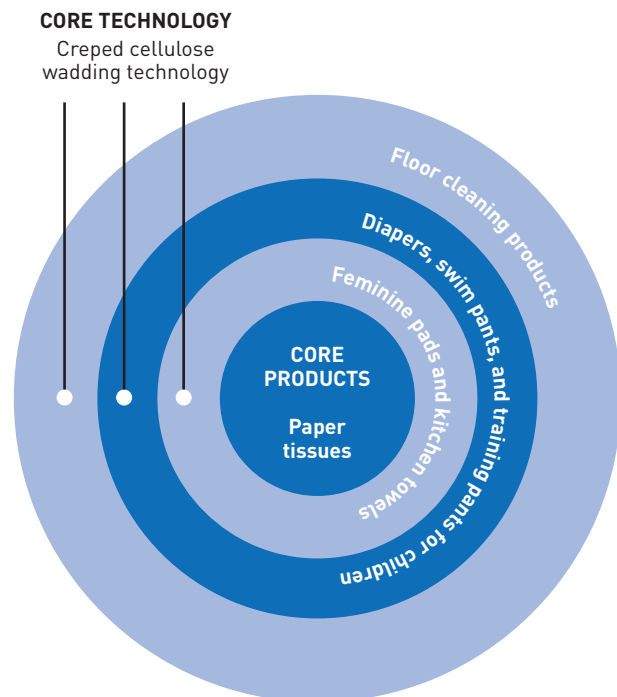 CORE TECHNOLOGY
Creped cellulose
wadding technology
Floor cleaning products
Diapers, swim pants, and training pants for children
Feminine pads and kitchen towels
CORE
PRODUCTS
Paper
tissues